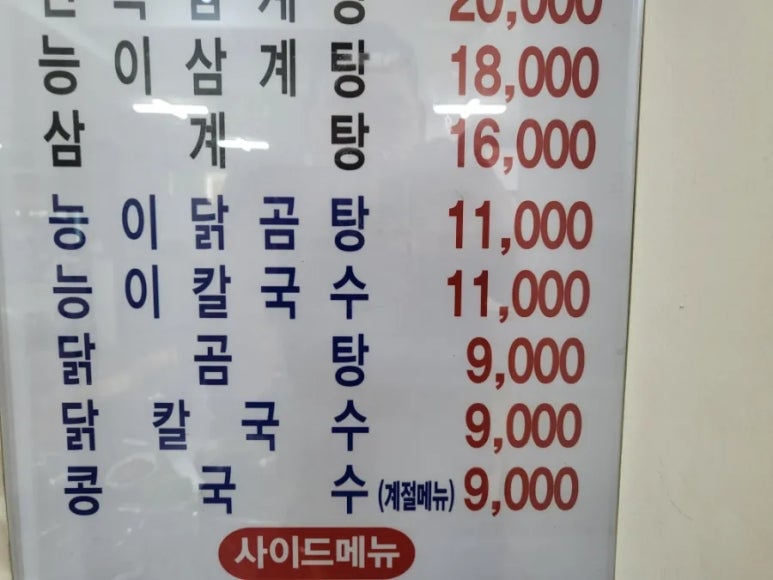 20,000
능이삼계탕 18,000
삼계탕 16,000
능이닭곰탕 11,000
능이칼국수 11,000
닭곰탕 9,000
닭칼국수 9,000
콩국수 (계절메뉴) 9,000
사이드메뉴